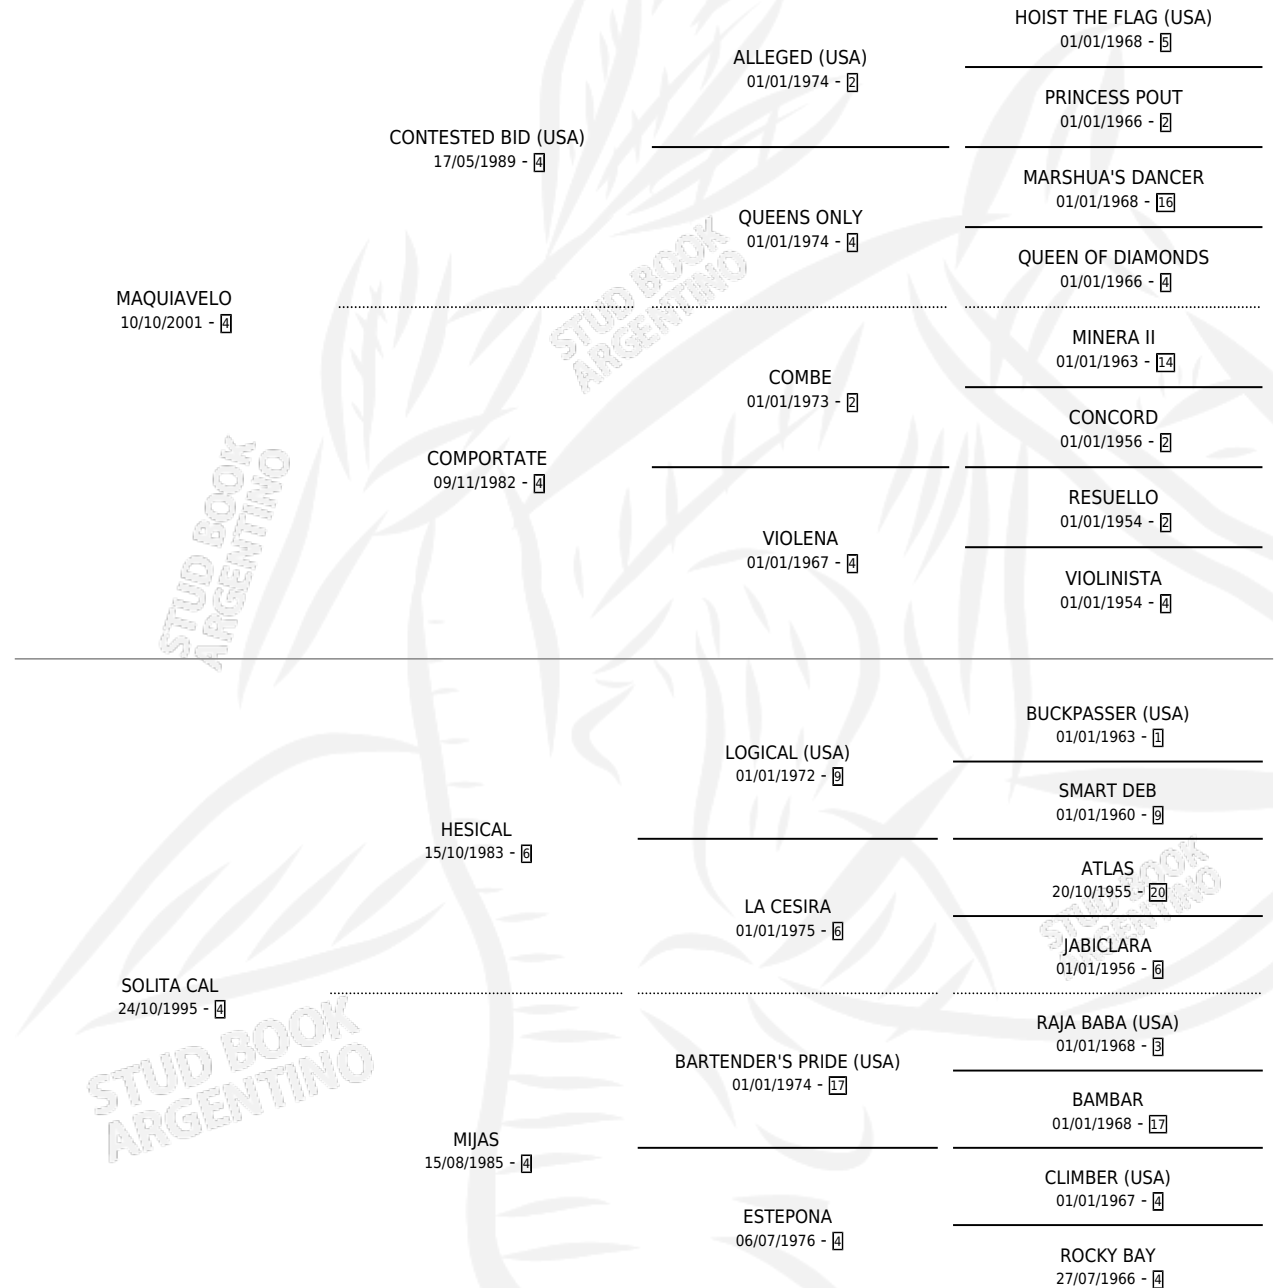 HOIST THE FLAG (USA)
01/01/1968 - 5
ALLEGED (USA)
01/01/1974 - 2
PRINCESS POUT
01/01/1966 - 2
CONTESTED BID (USA)
17/05/1989 - 4
MARSHUA'S DANCER
01/01/1968 - 16
QUEENS ONLY
01/01/1974 - 4
QUEEN OF DIAMONDS
01/01/1966 - 4
MAQUIAVELO
10/10/2001 - 4
MINERA II
01/01/1963 - 14
COMBE
01/01/1973 - 2
CONCORD
01/01/1956 - 2
COMPORTATE
09/11/1982 - 4
RESUELLO
01/01/1954 - 2
VIOLENA
01/01/1967 - 4
VIOLINISTA
01/01/1954 - 4
BUCKPASSER (USA)
01/01/1963 - 1
LOGICAL (USA)
01/01/1972 - 9
SMART DEB
01/01/1960 - 9
HESICAL
15/10/1983 - 6
ATLAS
20/10/1955 - 20
LA CESIRA
01/01/1975 - 6
JABICLARA
01/01/1956 - 6
SOLITA CAL
24/10/1995 - 4
RAJA BABA (USA)
01/01/1968 - 3
BARTENDER'S PRIDE (USA)
01/01/1974 - 17
BAMBAR
01/01/1968 - 17
MIJAS
15/08/1985 - 4
CLIMBER (USA)
01/01/1967 - 4
ESTEPONA
06/07/1976 - 4
ROCKY BAY
27/07/1966 - 4
STUD BOOK
ARGENTINO
STUD BOOK
ARGENTINO
STUD BOOK
ARGENTINO
STUD BOOK
ARGENTINO